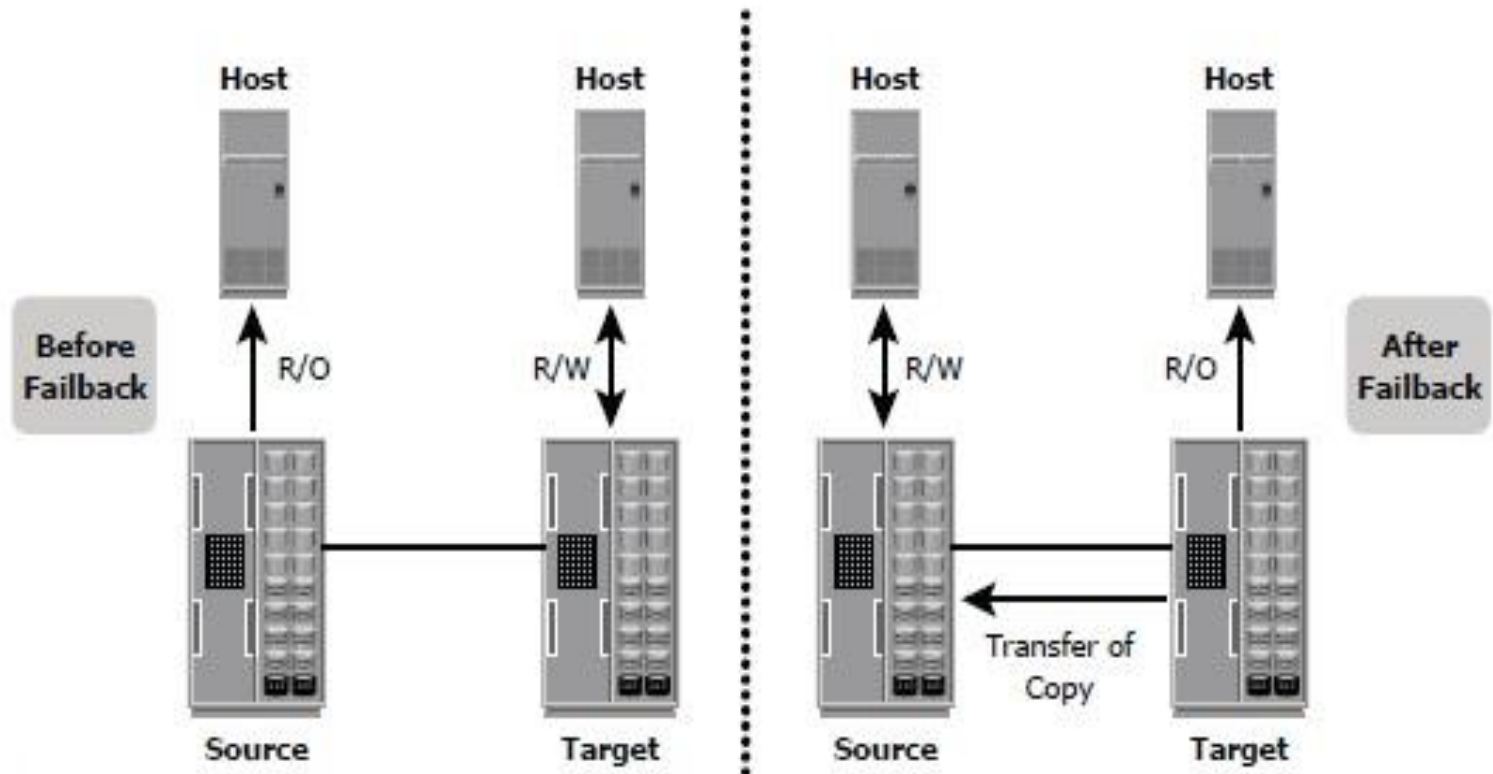 Host
Host
Before
Failback
R/O
R/W
Source
Target
Host
Host
R/W
R/O
After
Failback
Transfer of
Copy
Source
Target